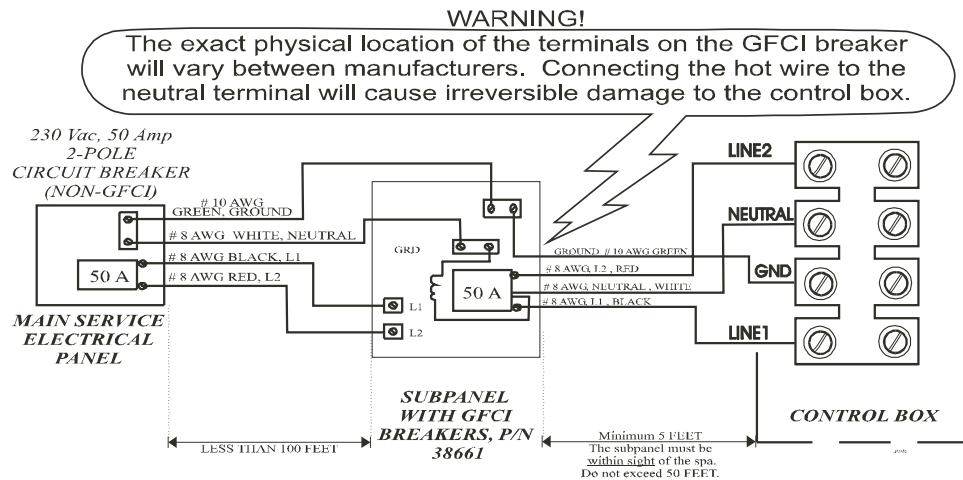 WARNING!
The exact physical location of the terminals on the GFCI breaker
will vary between manufacturers. Connecting the hot wire to the
neutral terminal will cause irreversible damage to the control box.
230 Vac, 50 Amp
2-POLE
CIRCUIT BREAKER
(NON-GFCI)
# 10 AWG
GREEN, GROUND
# 8 AWG WHITE, NEUTRAL
# 8 AWG BLACK, L1
# 8 AWG RED, L2
50 A
MAIN SERVICE
ELECTRICAL
PANEL
LESS THAN 100 FEET
GRD
50 A
L1
L2
SUBPANEL
WITH GFCI
BREAKERS, P/N
38661
GROUND # 10 AWG GREEN
# 8 AWG, L2 , RED
# 8 AWG, NEUTRAL , WHITE
# 8 AWG, L1 , BLACK
Minimum 5 FEET
The subpanel must be
within sight of the spa.
Do not exceed 50 FEET.
LINE2
NEUTRAL
GND
LINE1
CONTROL BOX